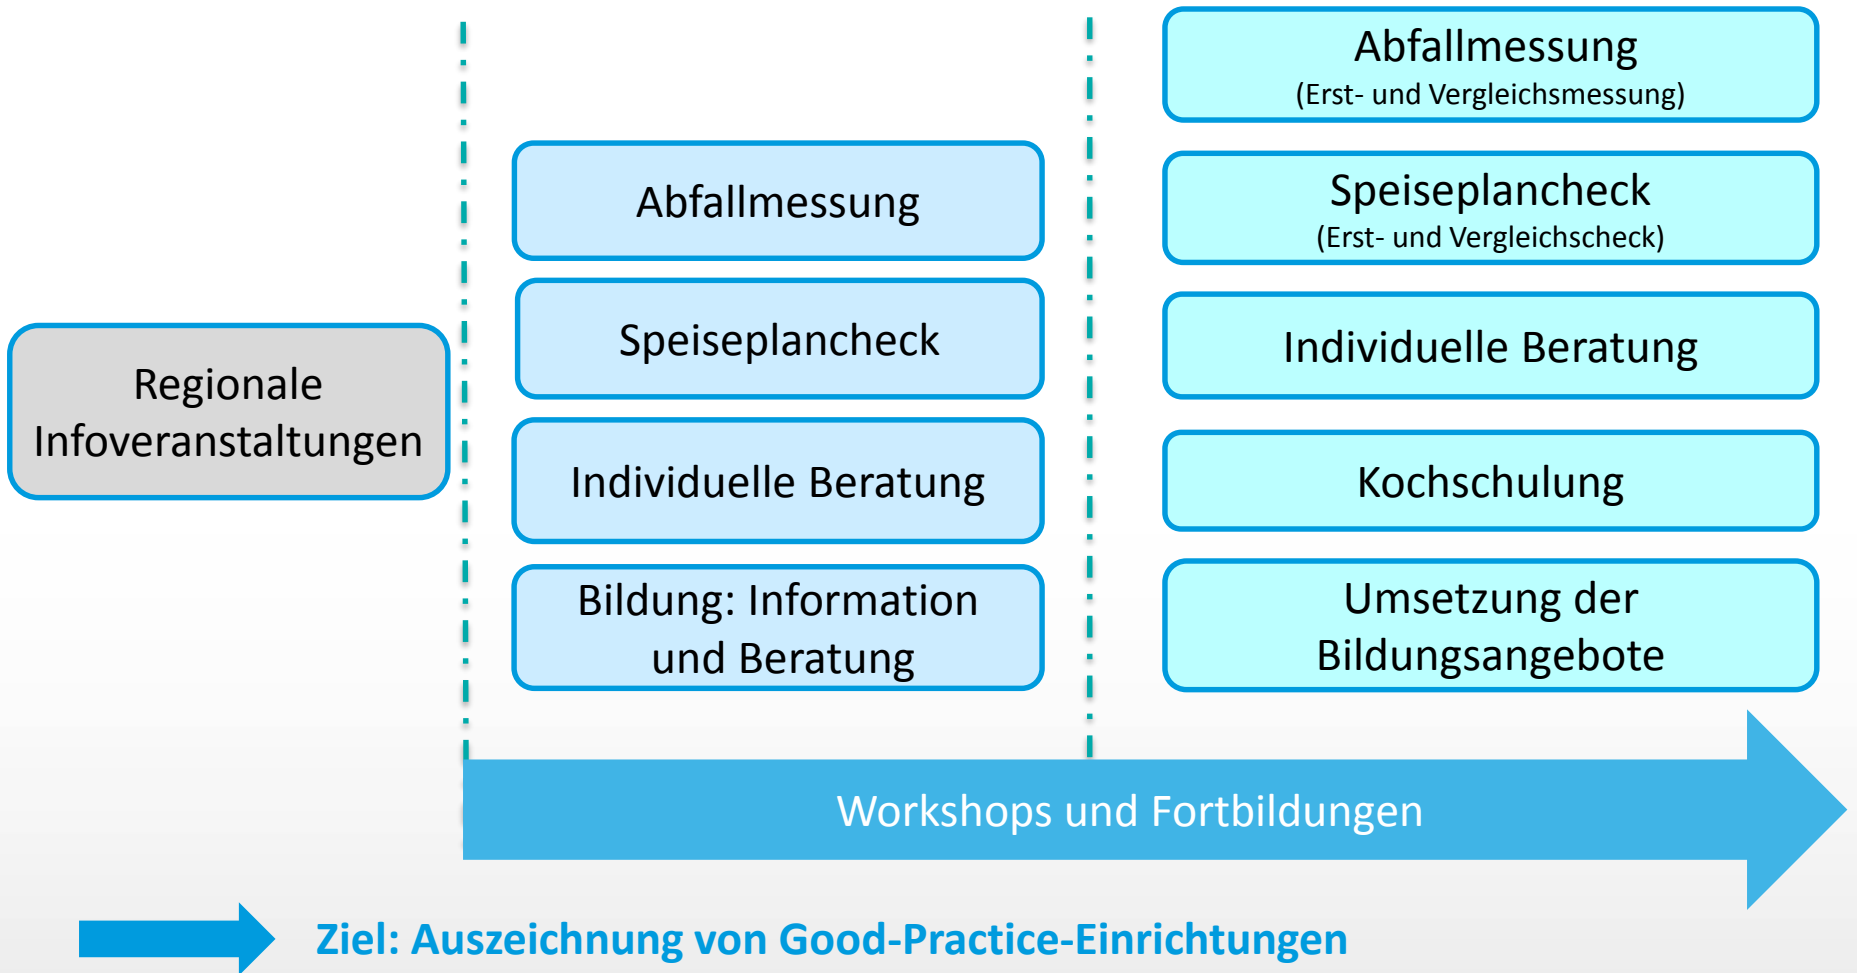 Regionale
Infoveranstaltungen
Abfallmessung
Speiseplancheck
Individuelle Beratung
Bildung: Information
und Beratung
Abfallmessung
(Erst- und Vergleichsmessung)
Speiseplancheck
(Erst- und Vergleichscheck)
Individuelle Beratung
Kochschulung
Umsetzung der
Bildungsangebote
Workshops und Fortbildungen
Ziel: Auszeichnung von Good-Practice-Einrichtungen